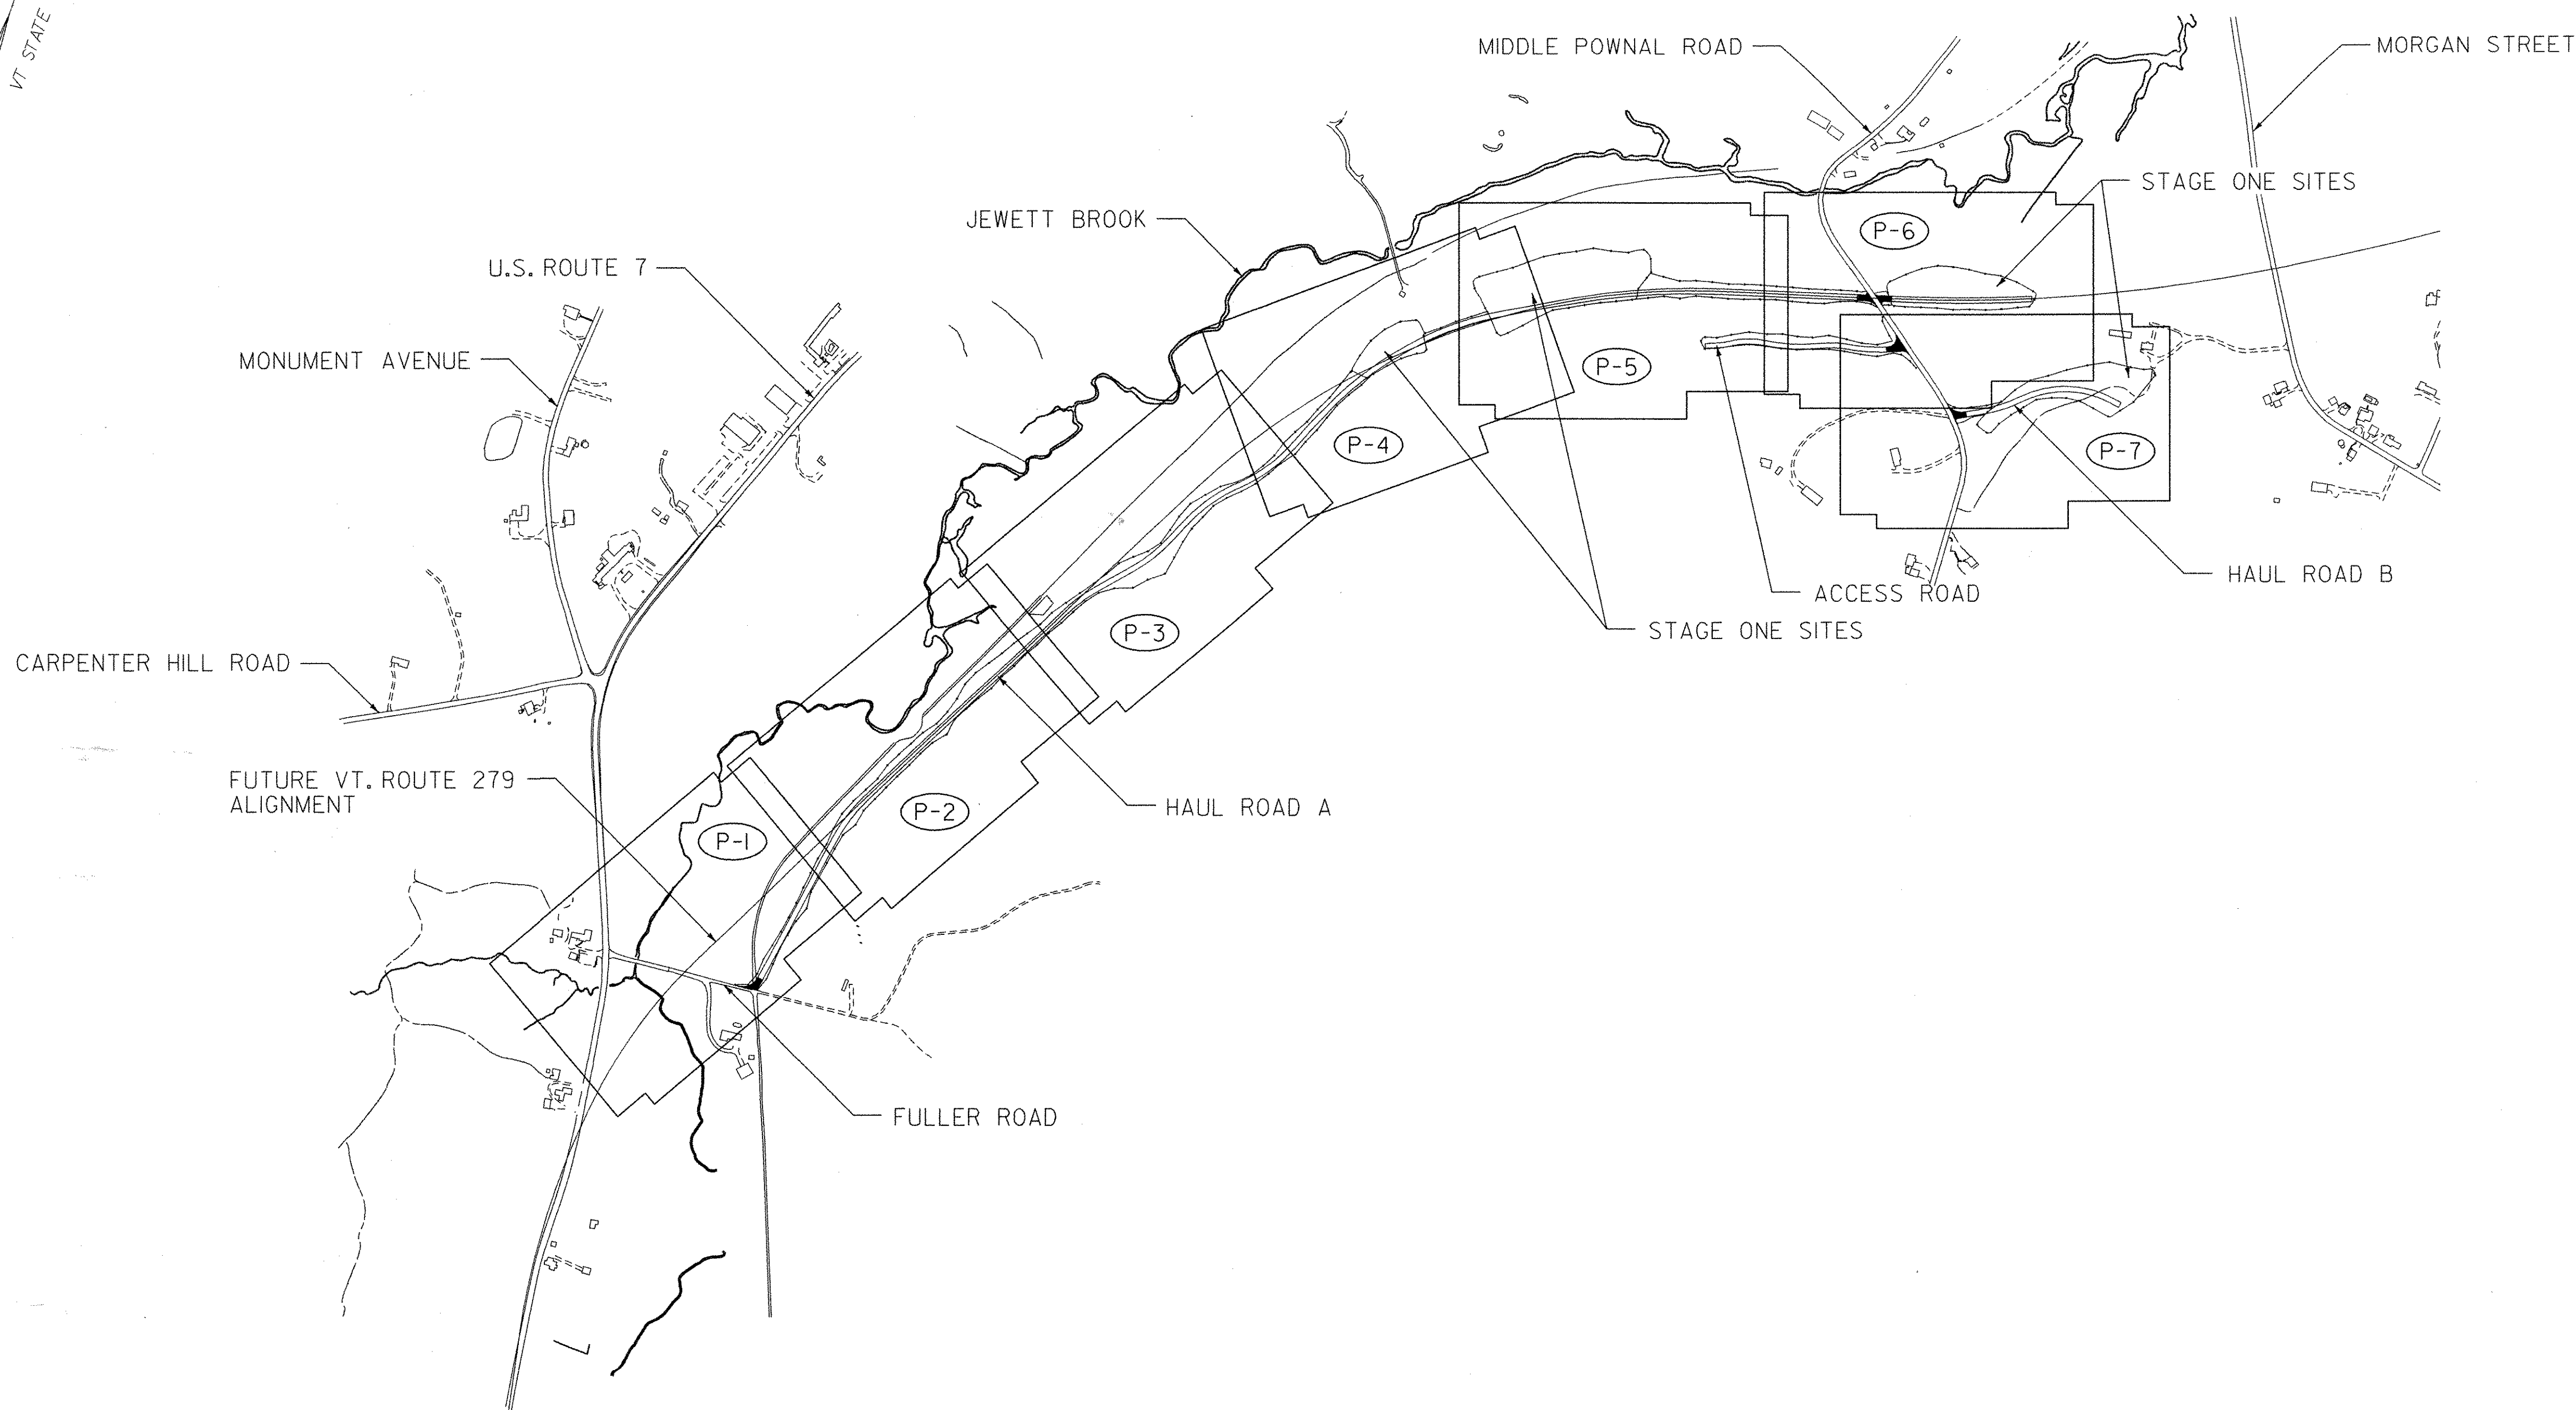 VT STATE
MIDDLE POWNAL ROAD
MORGAN STREET
STAGE ONE SITES
JEWETT BROOK
P-6
U.S. ROUTE 7
MONUMENT AVENUE
P-5
P-4
P-7
HAUL ROAD B
ACCESS ROAD
STAGE ONE SITES
P-3
CARPENTER HILL ROAD
FUTURE VT. ROUTE 279
ALIGNMENT
HAUL ROAD A
P-2
P-1
FULLER ROAD